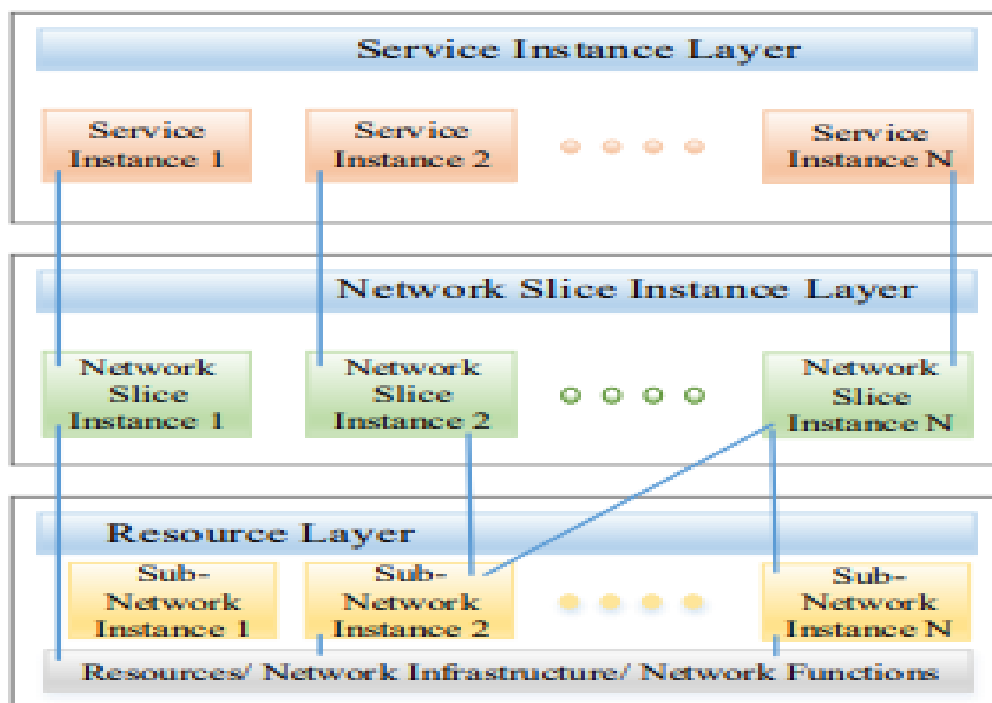 Service Instance Layer
Service
Instance 1
Service
Instance 2
Service
Instance N
Network Slice Instance Layer
Network
Slice
Instance 1
Network
Slice
Instance 2
Network
Slice
Instance N
Resource Layer
Sub-
Network
Instance 1
Sub-
Network
Instance 2
Sub-
Network
Instance N
Resources/ Network Infrastructure/ Network Functions